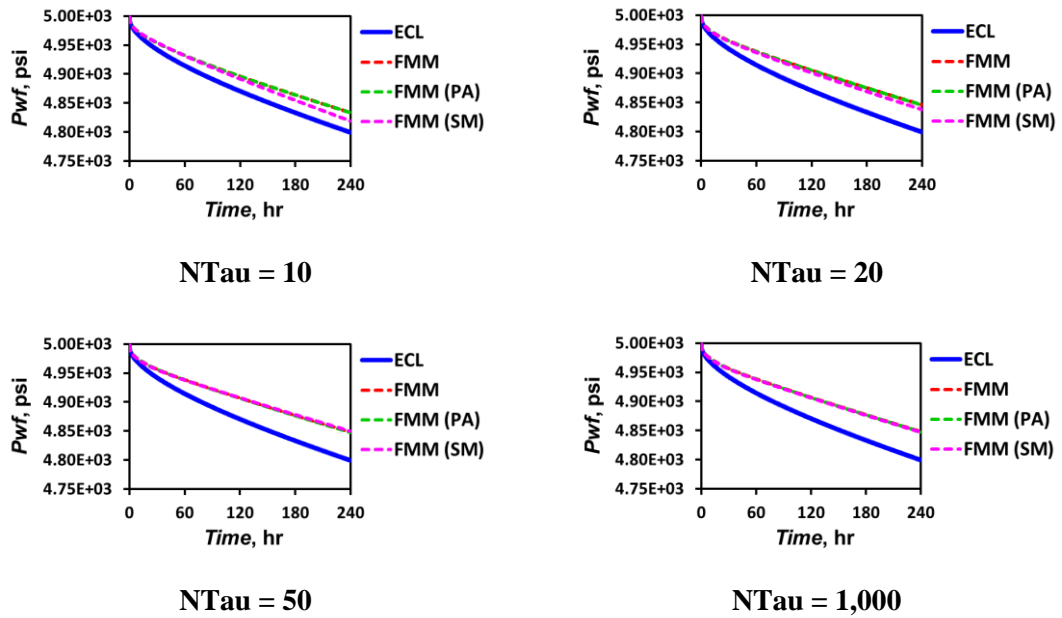 5.00E+03
4.95E+03
4.90E+03
4.85E+03
4.80E+03
4.75E+03
Pwf, psi
0 60 120 180 240
Time, hr
ECL
FMM
FMM (PA)
FMM (SM)
NTau = 10
5.00E+03
4.95E+03
4.90E+03
4.85E+03
4.80E+03
4.75E+03
Pwf, psi
0 60 120 180 240
Time, hr
ECL
FMM
FMM (PA)
FMM (SM)
NTau = 20
5.00E+03
4.95E+03
4.90E+03
4.85E+03
4.80E+03
4.75E+03
Pwf, psi
0 60 120 180 240
Time, hr
ECL
FMM
FMM (PA)
FMM (SM)
NTau = 50
5.00E+03
4.95E+03
4.90E+03
4.85E+03
4.80E+03
4.75E+03
Pwf, psi
0 60 120 180 240
Time, hr
ECL
FMM
FMM (PA)
FMM (SM)
NTau = 1,000